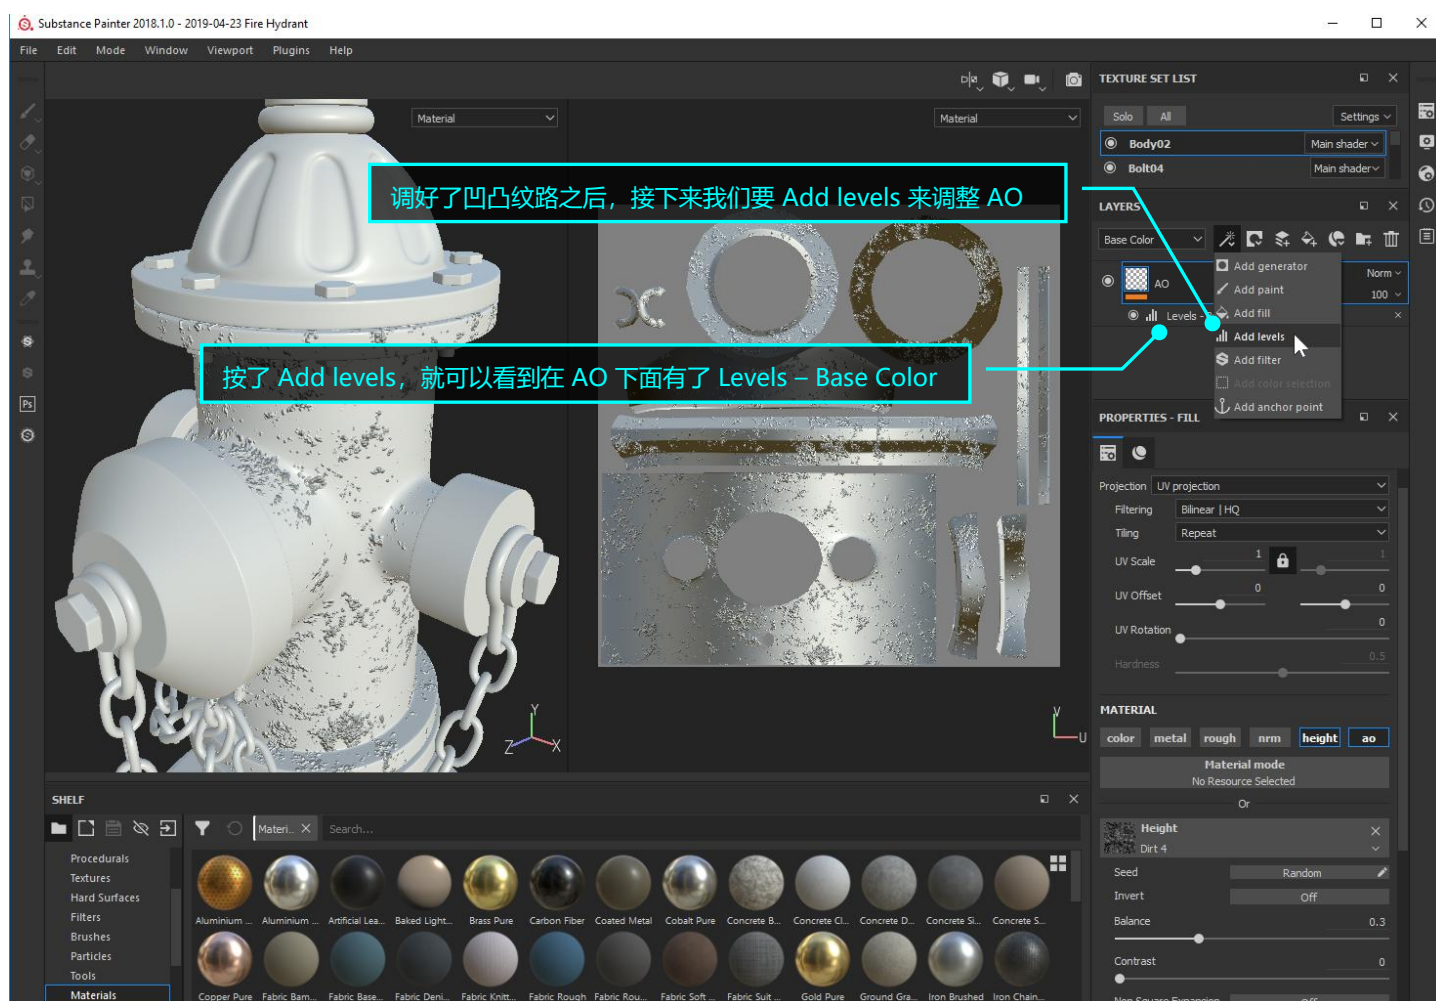 Substance Painter 2018.1.0 - 2019-04-23 Fire Hydrant
File Edit Mode Window Viewport Plugins Help
Material
Material
调好了凹凸纹路之后，接下来我们要 Add levels 来调整 AO
按了 Add levels，就可以看到在 AO 下面有了 Levels – Base Color
Y
Z
X
V
U
TEXTURE SET LIST
Solo All Settings
Body02 Main shader
Bolt04 Main shader
LAYERS
Base Color
AO Norm
100
Levels -
Add generator
Add paint
Add fill
Add levels
Add filter
Add color selection
Add anchor point
PROPERTIES - FILL
Projection UV projection
Filtering Bilinear | HQ
Tiling Repeat
UV Scale 1 1
UV Offset 0 0
UV Rotation 0
Hardness 0.5
MATERIAL
color metal rough nrm height ao
Material mode
No Resource Selected
Or
Height
Dirt 4
Seed Random
Invert Off
Balance 0.3
Contrast 0
Non Square Expansion Off
SHELF
Materi... Search...
Procedurals
Textures
Hard Surfaces
Filters
Brushes
Particles
Tools
Materials
Aluminium ... Aluminium ... Artificial Lea... Baked Light... Brass Pure Carbon Fiber Coated Metal Cobalt Pure Concrete B... Concrete Cl... Concrete D... Concrete Si... Concrete S...
Copper Pure Fabric Bam... Fabric Base... Fabric Deni... Fabric Knitt... Fabric Rough Fabric Rou... Fabric Soft ... Fabric Suit ... Gold Pure Ground Gra... Iron Brushed Iron Chain...
Ps